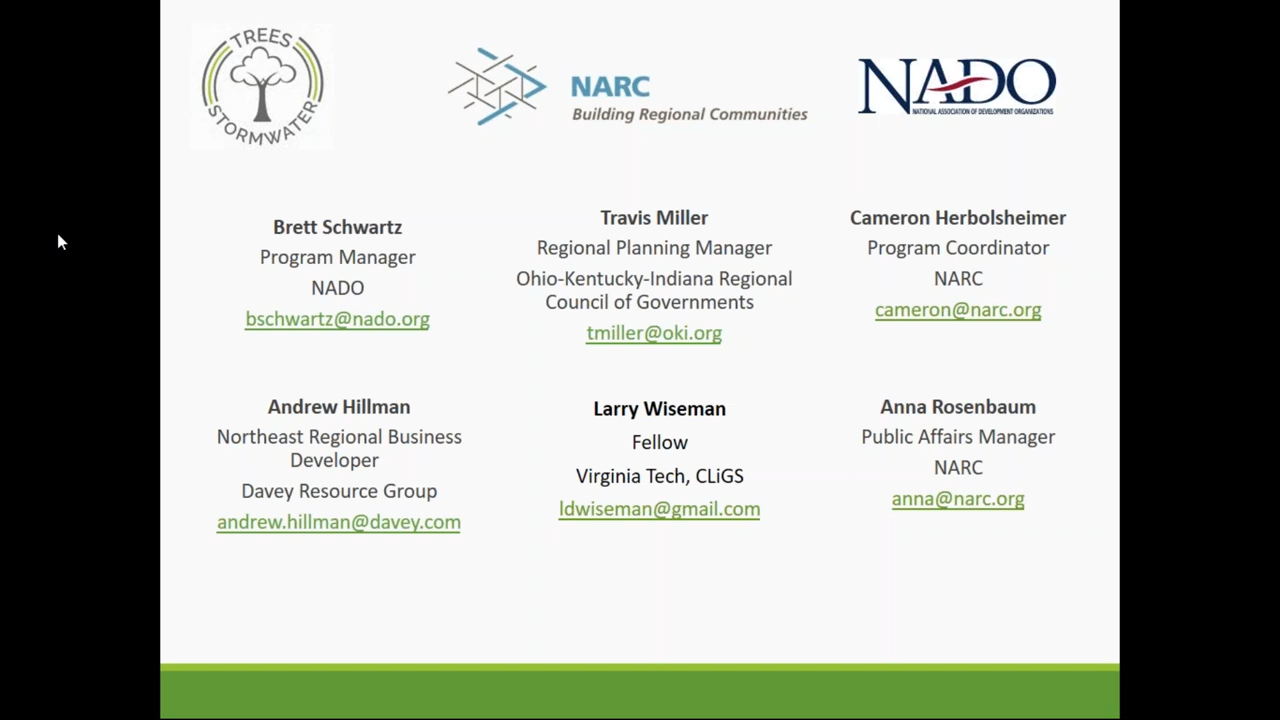 TREES
STORMWATER
NARC
Building Regional Communities
NADO
NATIONAL ASSOCIATION OF DEVELOPMENT ORGANIZATIONS
Brett Schwartz
Program Manager
NADO
bschwartz@nado.org
Travis Miller
Regional Planning Manager
Ohio-Kentucky-Indiana Regional
Council of Governments
tmiller@oki.org
Cameron Herbolsheimer
Program Coordinator
NARC
cameron@narc.org
Andrew Hillman
Northeast Regional Business
Developer
Davey Resource Group
andrew.hillman@davey.com
Larry Wiseman
Fellow
Virginia Tech, CLiGS
ldwiseman@gmail.com
Anna Rosenbaum
Public Affairs Manager
NARC
anna@narc.org